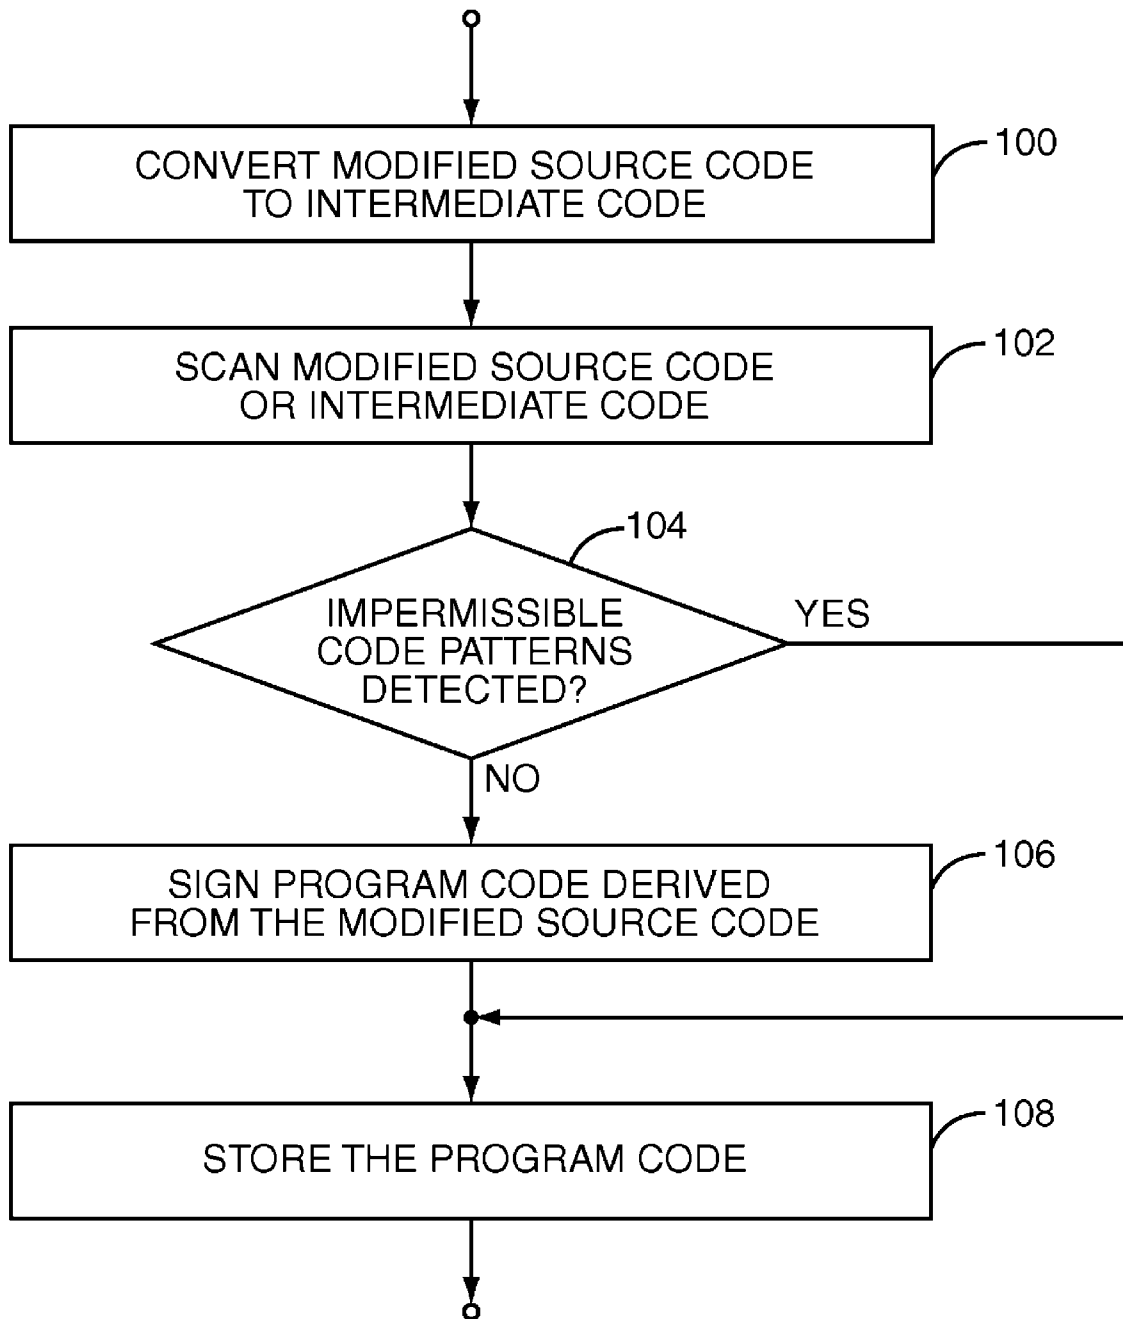 CONVERT MODIFIED SOURCE CODE
TO INTERMEDIATE CODE
100
SCAN MODIFIED SOURCE CODE
OR INTERMEDIATE CODE
102
104
IMPERMISSIBLE
CODE PATTERNS
DETECTED?
YES
NO
SIGN PROGRAM CODE DERIVED
FROM THE MODIFIED SOURCE CODE
106
STORE THE PROGRAM CODE
108